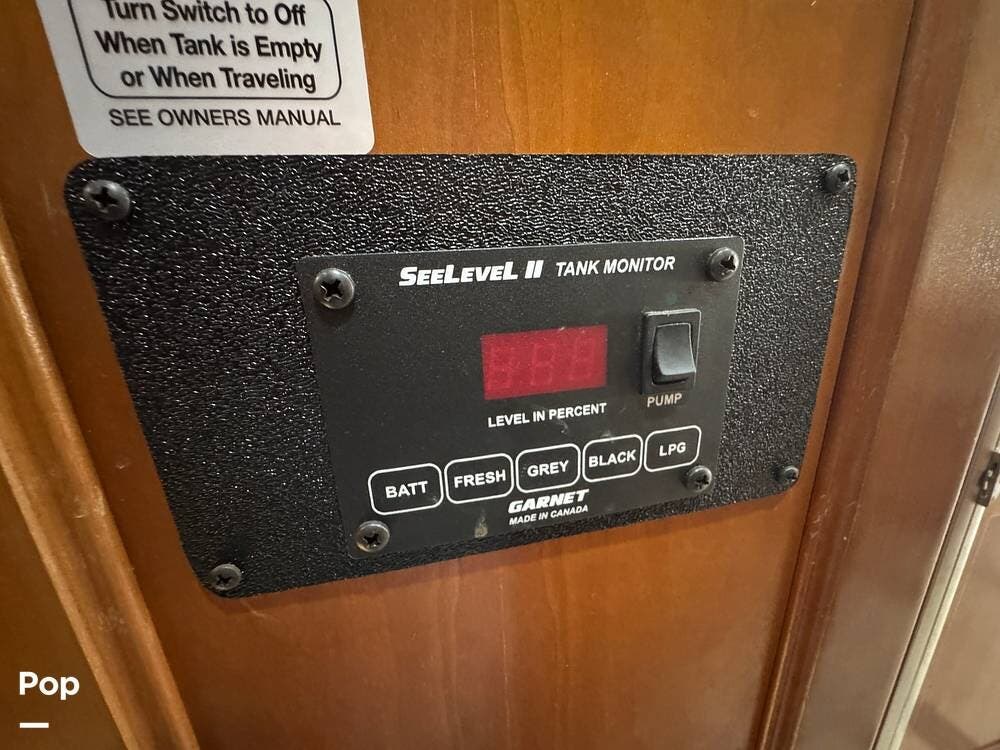 Turn Switch to Off
When Tank is Empty
or When Traveling
SEE OWNERS MANUAL
SEELEVEL II TANK MONITOR
LEVEL IN PERCENT
PUMP
BATT FRESH GREY BLACK LPG
GARNET
MADE IN CANADA
Pop